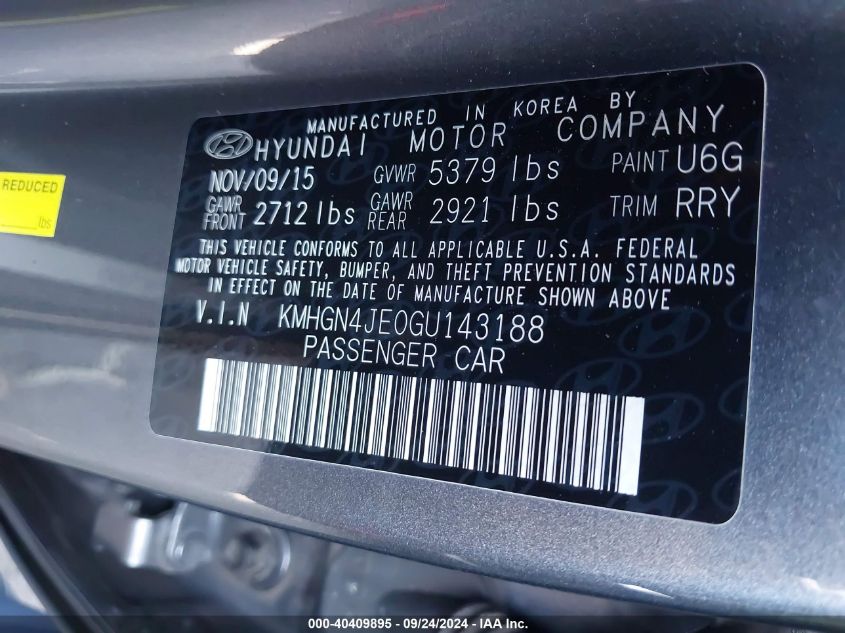 MANUFACTURED IN KOREA BY
HYUNDAI MOTOR COMPANY
NOV/09/15 GVWR 5379 lbs PAINT U6G
GAWR FRONT 2712 lbs GAWR REAR 2921 lbs TRIM RRY
THIS VEHICLE CONFORMS TO ALL APPLICABLE U.S.A. FEDERAL
MOTOR VEHICLE SAFETY, BUMPER, AND THEFT PREVENTION STANDARDS
IN EFFECT ON THE DATE OF MANUFACTURE SHOWN ABOVE
V.I.N KMHGN4JE0GU143188
PASSENGER CAR
REDUCED
lbs
000-40409895 - 09/24/2024 - IAA Inc.